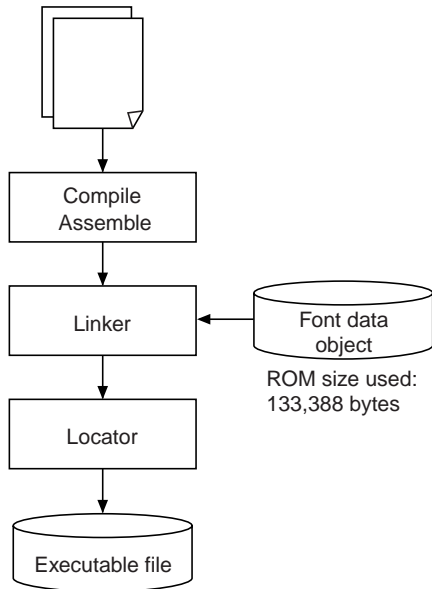 Compile
Assemble
Linker
Font data
object
ROM size used:
133,388 bytes
Locator
Executable file